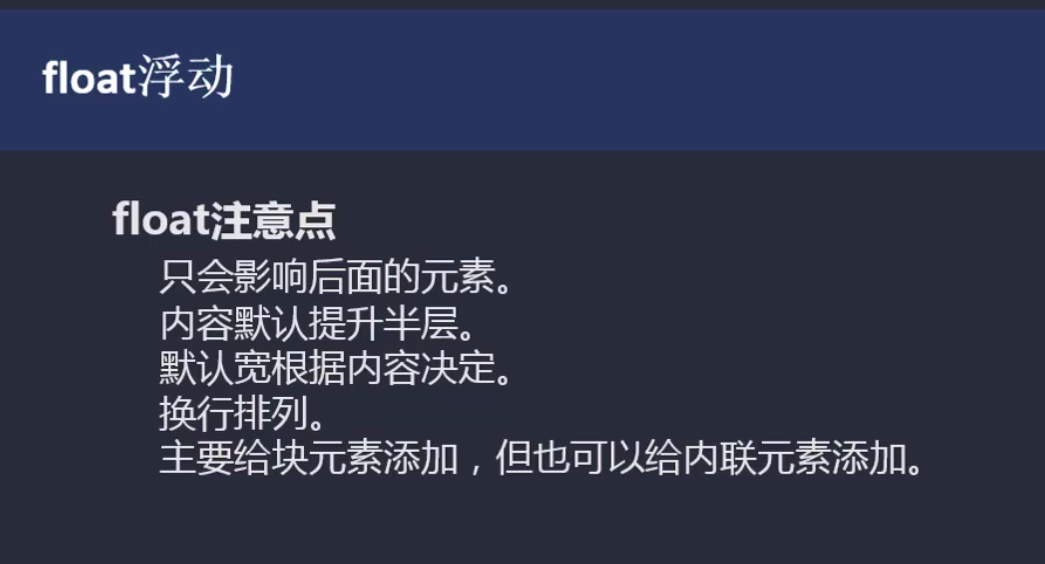 float浮动
float注意点
只会影响后面的元素。
内容默认提升半层。
默认宽根据内容决定。
换行排列。
主要给块元素添加，但也可以给内联元素添加。